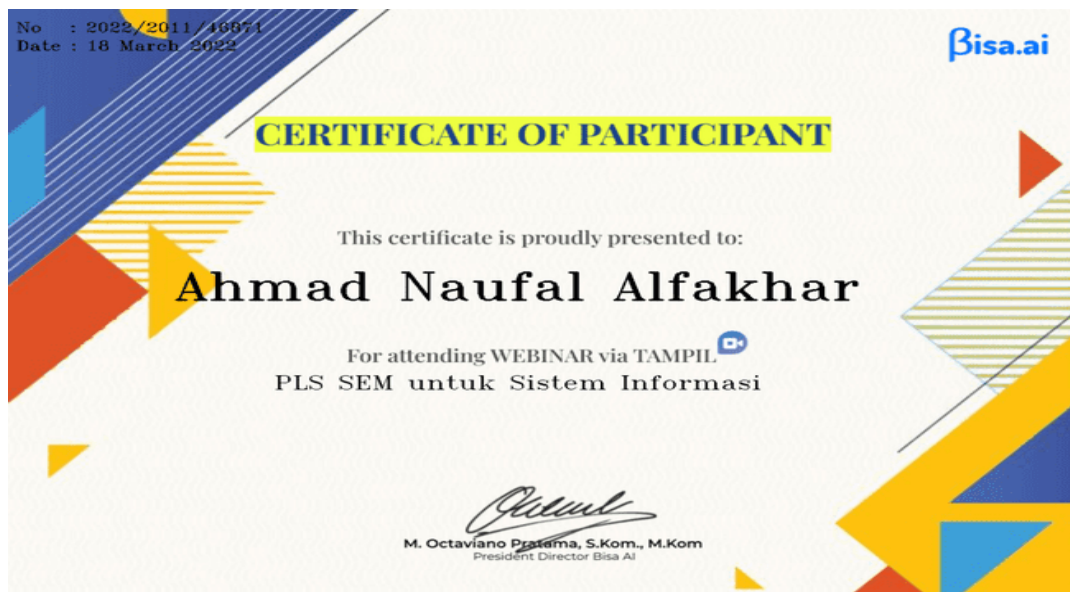 No : 2022/2011/46871
Date : 18 March 2022
βisa.ai
CERTIFICATE OF PARTICIPANT
This certificate is proudly presented to:
Ahmad Naufal Alfakhar
For attending WEBINAR via TAMPIL
PLS SEM untuk Sistem Informasi
M. Octaviano Pratama, S.Kom., M.Kom
President Director Bisa AI